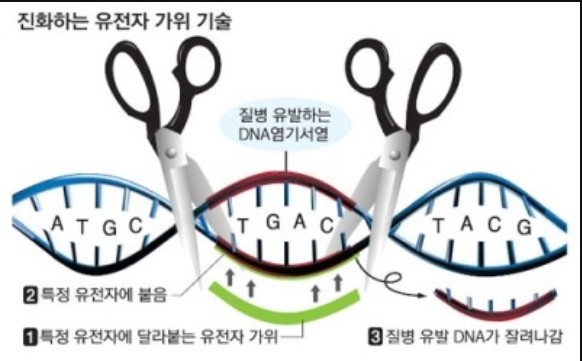 진화하는 유전자 가위 기술
질병 유발하는
DNA염기서열
A T G C
T G A C
T A C G
2 특정 유전자에 붙음
1 특정 유전자에 달라붙는 유전자 가위
3 질병 유발 DNA가 잘려나감